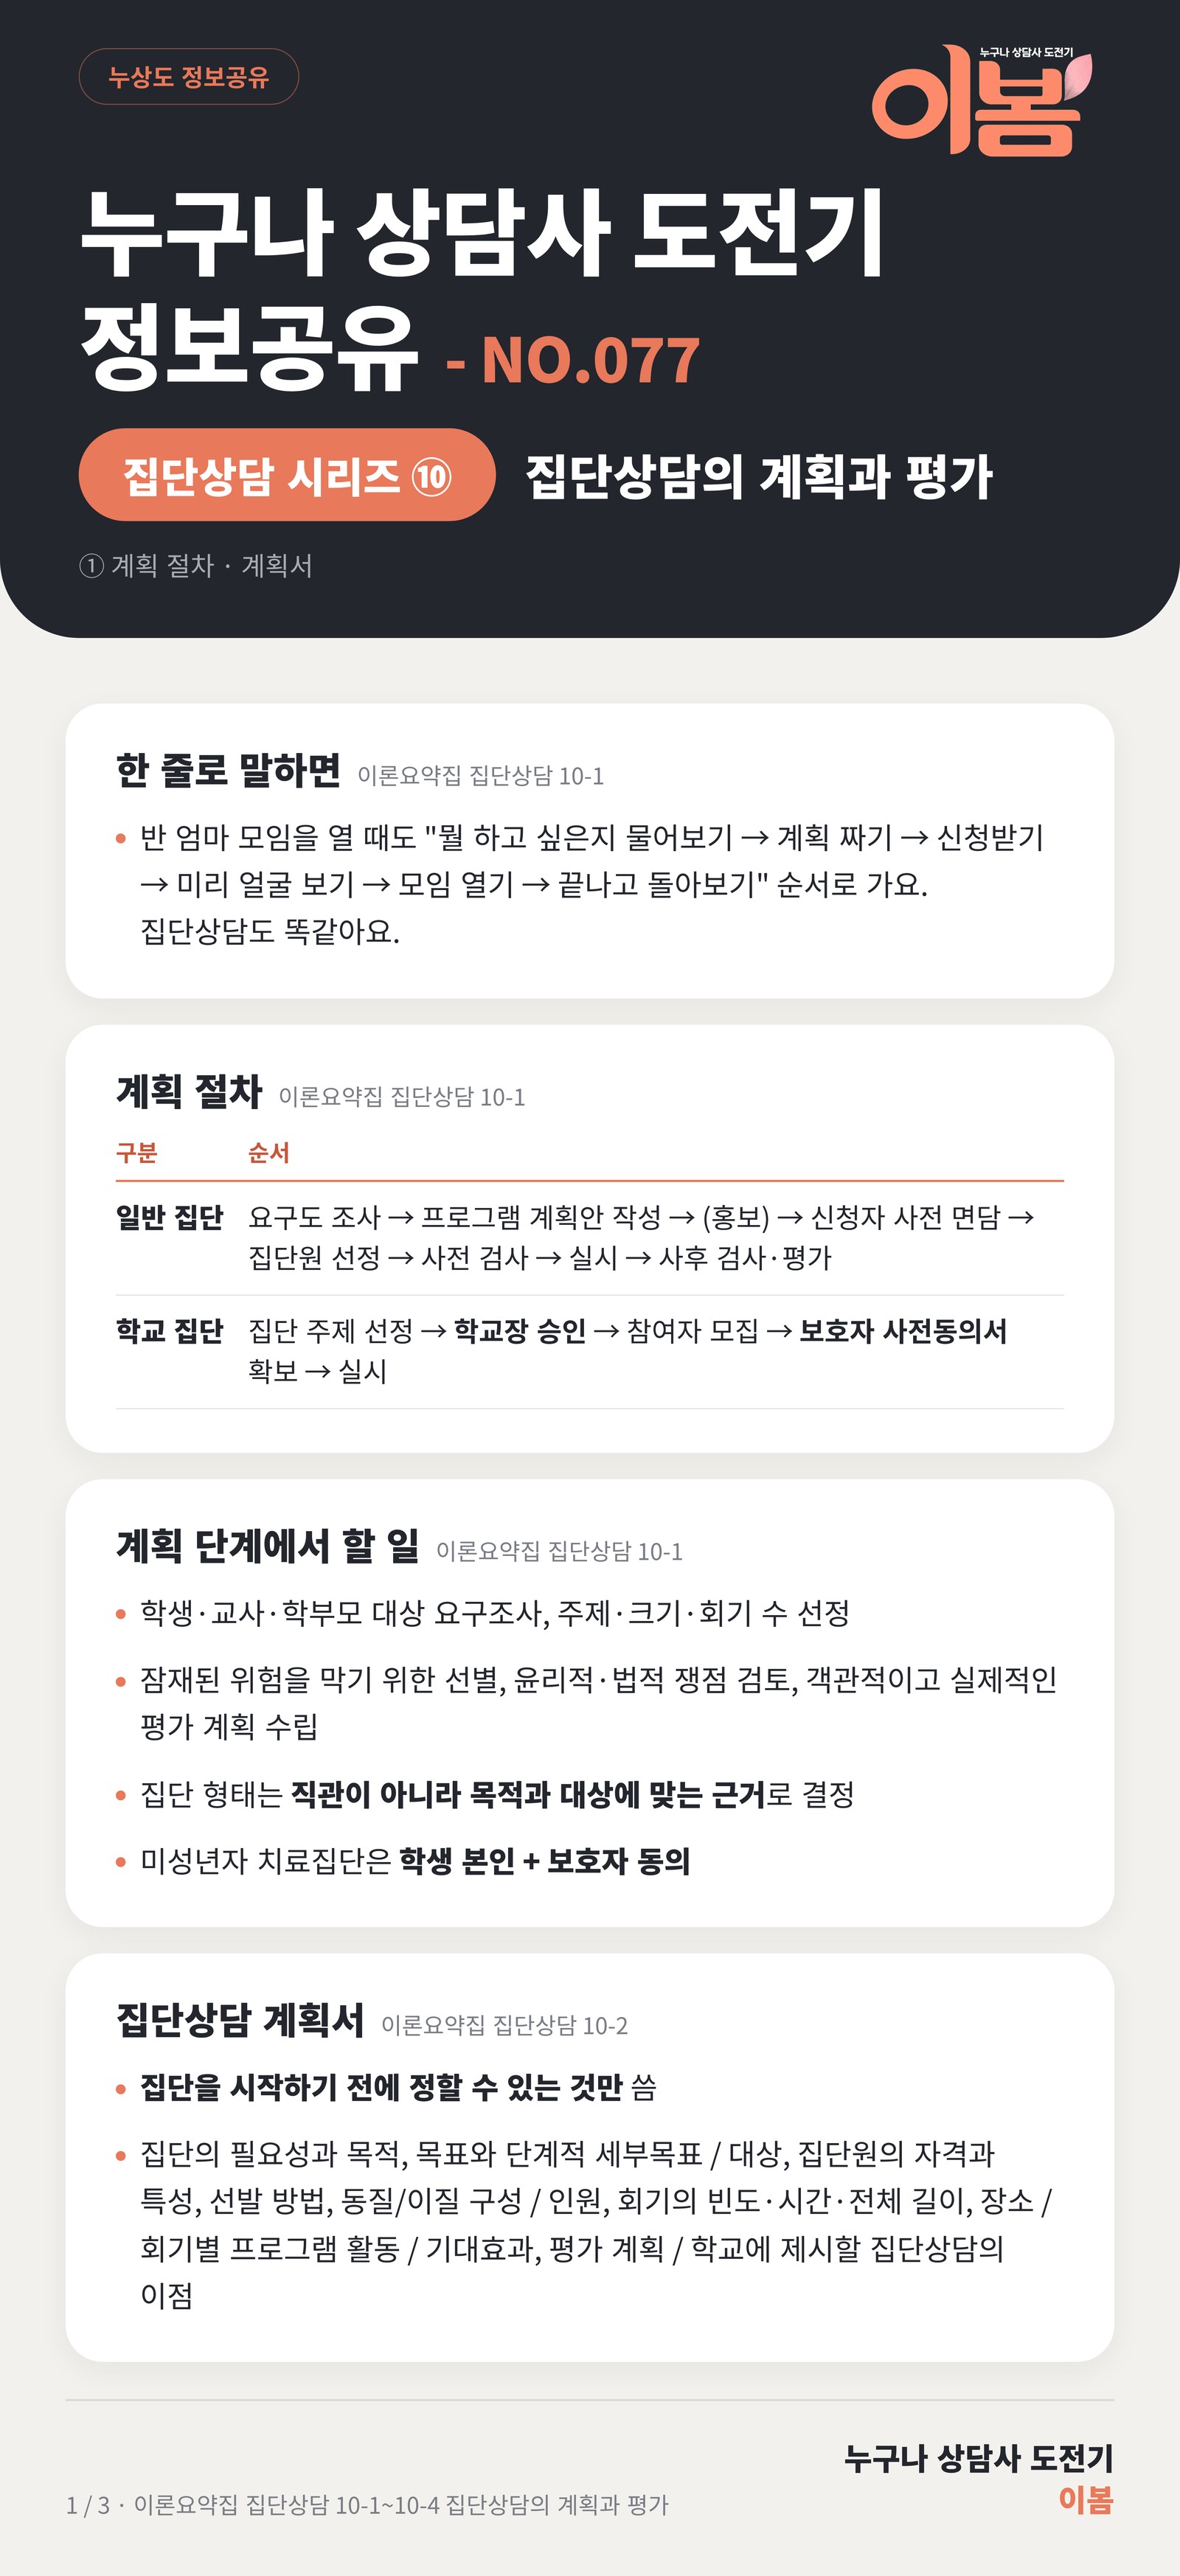 누상도 정보공유
누구나 상담사 도전기
이봄
누구나 상담사 도전기
정보공유 - NO.077
집단상담 시리즈 ⑩ 집단상담의 계획과 평가
① 계획 절차 · 계획서
한 줄로 말하면 이론요약집 집단상담 10-1
• 반 엄마 모임을 열 때도 "뭘 하고 싶은지 물어보기 → 계획 짜기 → 신청받기
→ 미리 얼굴 보기 → 모임 열기 → 끝나고 돌아보기" 순서로 가요.
집단상담도 똑같아요.
계획 절차 이론요약집 집단상담 10-1
구분 순서
일반 집단 요구도 조사 → 프로그램 계획안 작성 → (홍보) → 신청자 사전 면담 →
집단원 선정 → 사전 검사 → 실시 → 사후 검사·평가
학교 집단 집단 주제 선정 → 학교장 승인 → 참여자 모집 → 보호자 사전동의서
확보 → 실시
계획 단계에서 할 일 이론요약집 집단상담 10-1
• 학생·교사·학부모 대상 요구조사, 주제·크기·회기 수 선정
• 잠재된 위험을 막기 위한 선별, 윤리적·법적 쟁점 검토, 객관적이고 실제적인
평가 계획 수립
• 집단 형태는 직관이 아니라 목적과 대상에 맞는 근거로 결정
• 미성년자 치료집단은 학생 본인 + 보호자 동의
집단상담 계획서 이론요약집 집단상담 10-2
• 집단을 시작하기 전에 정할 수 있는 것만 씀
• 집단의 필요성과 목적, 목표와 단계적 세부목표 / 대상, 집단원의 자격과
특성, 선발 방법, 동질/이질 구성 / 인원, 회기의 빈도·시간·전체 길이, 장소 /
회기별 프로그램 활동 / 기대효과, 평가 계획 / 학교에 제시할 집단상담의
이점
누구나 상담사 도전기
1 / 3 · 이론요약집 집단상담 10-1~10-4 집단상담의 계획과 평가
이봄